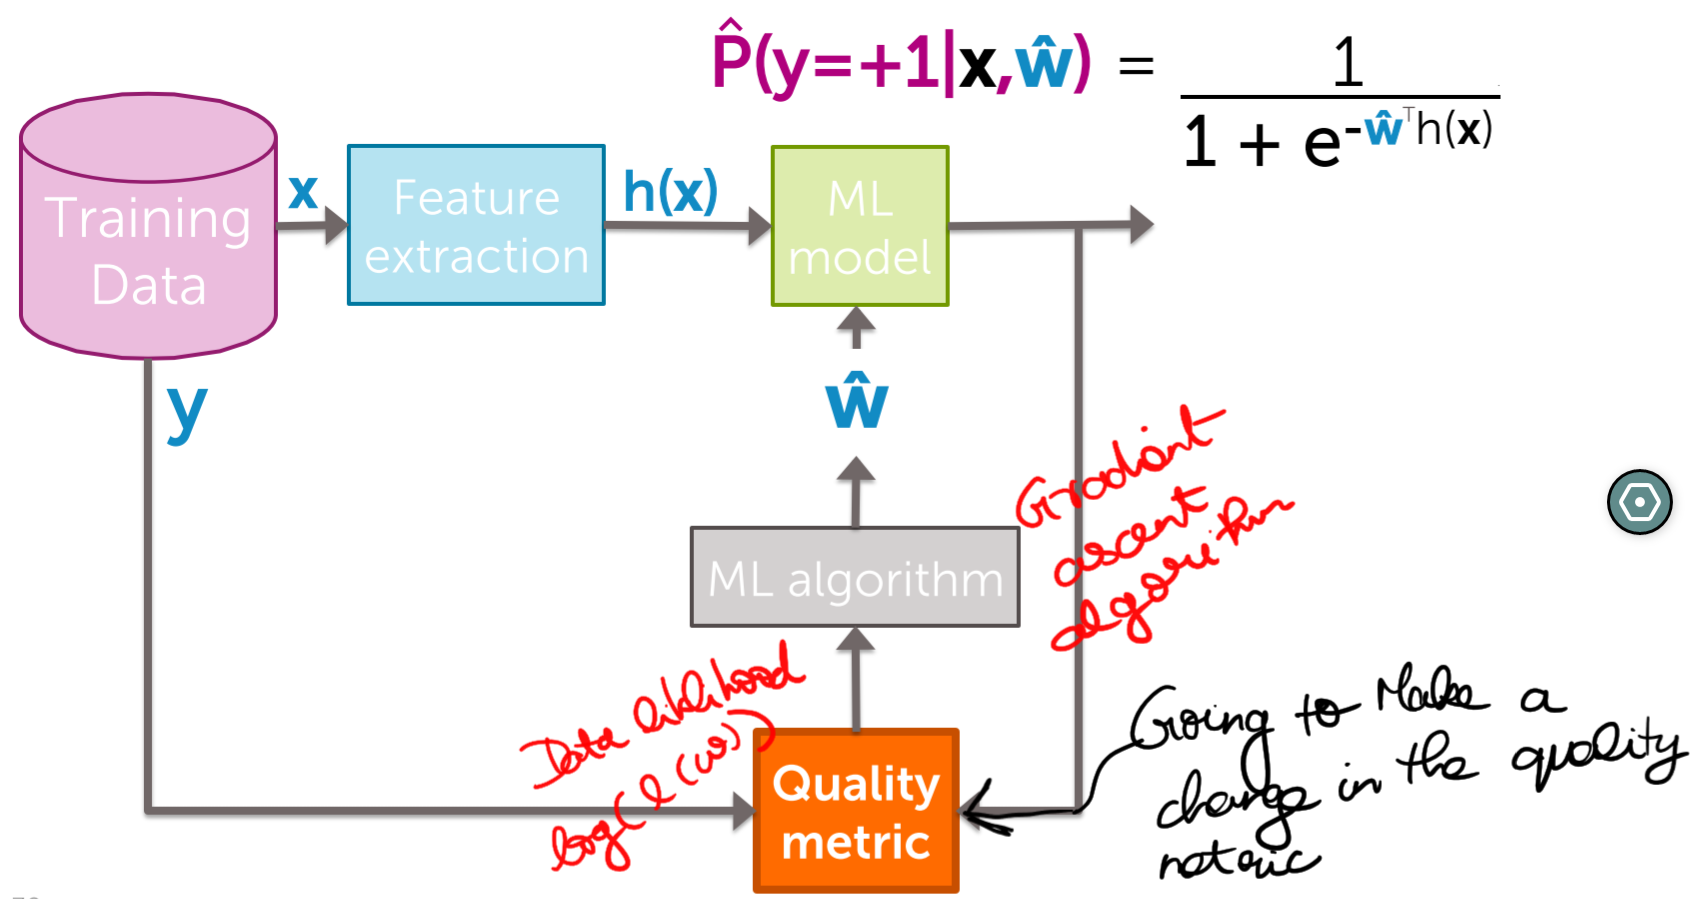 P̂(y=+1|x,ŵ) = 1
1 + e-ŵᵀh(x)
Training
Data
x
Feature
extraction
h(x)
ML
model
y
ŵ
Gradient
ascent
algorithm
ML algorithm
Data liklihood
log(l(w))
Quality
metric
Going to Make a
change in the quality
metric